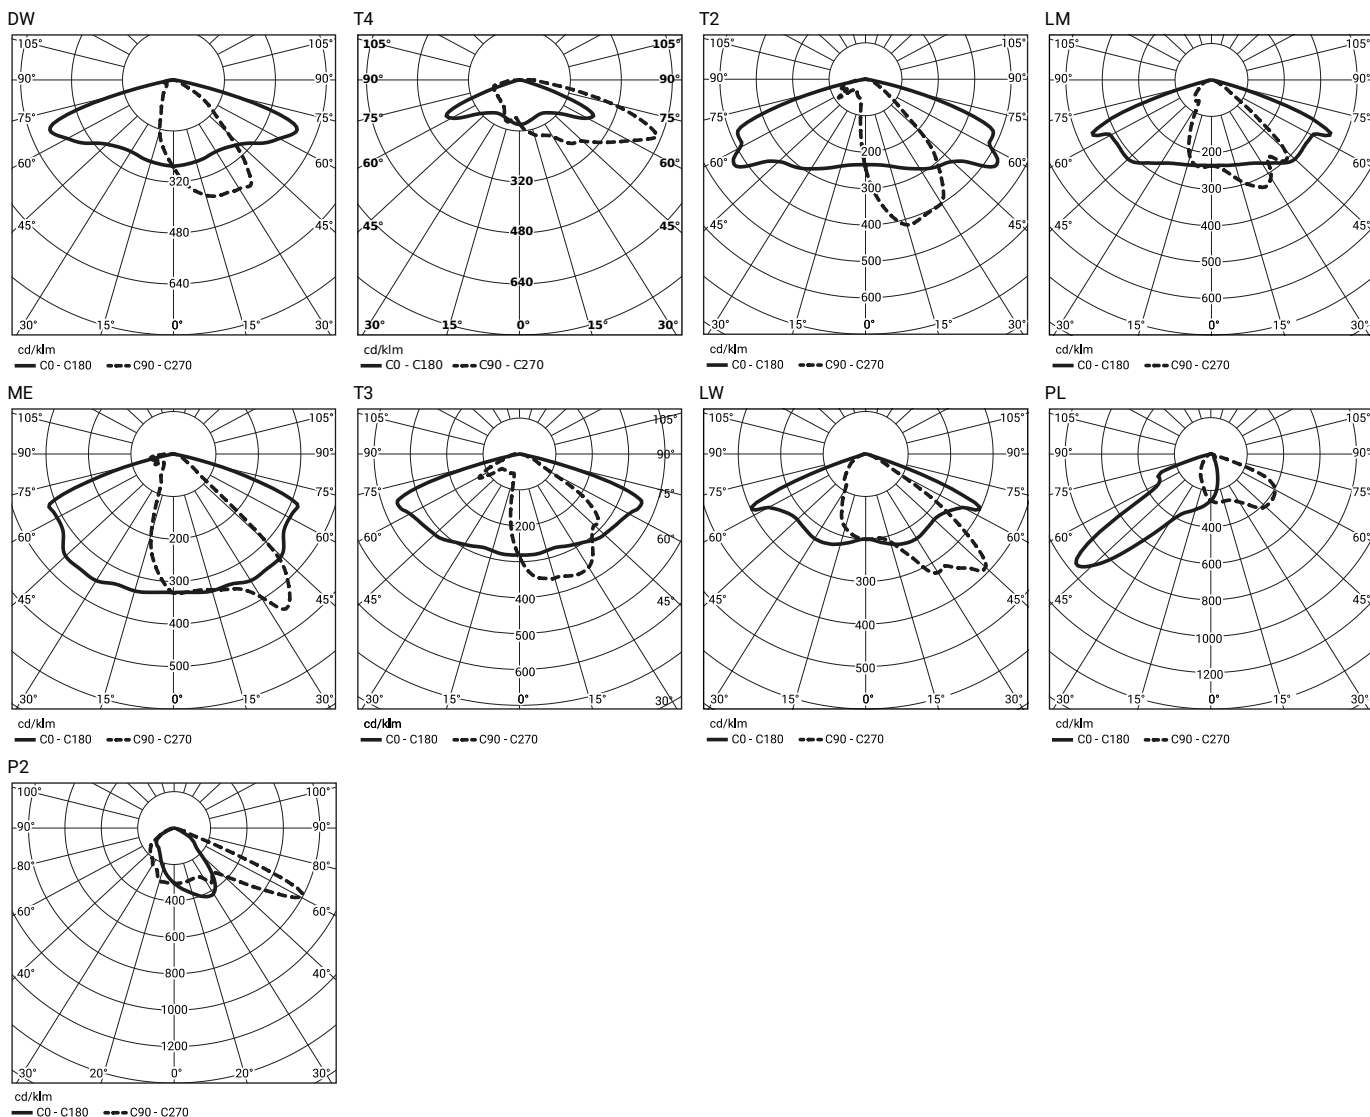 DW
105° 105°
90° 90°
75° 75°
60° 60°
320
45° 480 45°
640
30° 15° 0° 15° 30°
cd/klm
C0 - C180 C90 - C270
T4
105° 105°
90° 90°
75° 75°
60° 60°
320
45° 480 45°
640
30° 15° 0° 15° 30°
cd/klm
C0 - C180 C90 - C270
T2
105° 105°
90° 90°
75° 75°
200
60° 60°
300
45° 400 45°
500
600
30° 15° 0° 15° 30°
cd/klm
C0 - C180 C90 - C270
LM
105° 105°
90° 90°
75° 75°
200
60° 60°
300
45° 400 45°
500
600
30° 15° 0° 15° 30°
cd/klm
C0 - C180 C90 - C270
ME
105° 105°
90° 90°
75° 75°
60° 200 60°
300
45° 400 45°
500
30° 15° 0° 15° 30°
cd/klm
C0 - C180 C90 - C270
T3
105° 105°
90° 90°
75° 5°
200
60° 60°
400
45° 45°
500
600
30° 15° 0° 15° 30°
cd/klm
C0 - C180 C90 - C270
LW
105° 105°
90° 90°
75° 75°
60° 60°
300
45° 400 45°
500
30° 15° 0° 15° 30°
cd/klm
C0 - C180 C90 - C270
PL
105° 105°
90° 90°
75° 75°
400
60° 60°
600
45° 800 45°
1000
1200
30° 15° 0° 15° 30°
cd/klm
C0 - C180 C90 - C270
P2
100° 100°
90° 90°
80° 80°
400
60° 60°
600
40° 800 40°
1000
1200
30° 20° 0° 20° 30°
cd/klm
C0 - C180 C90 - C270